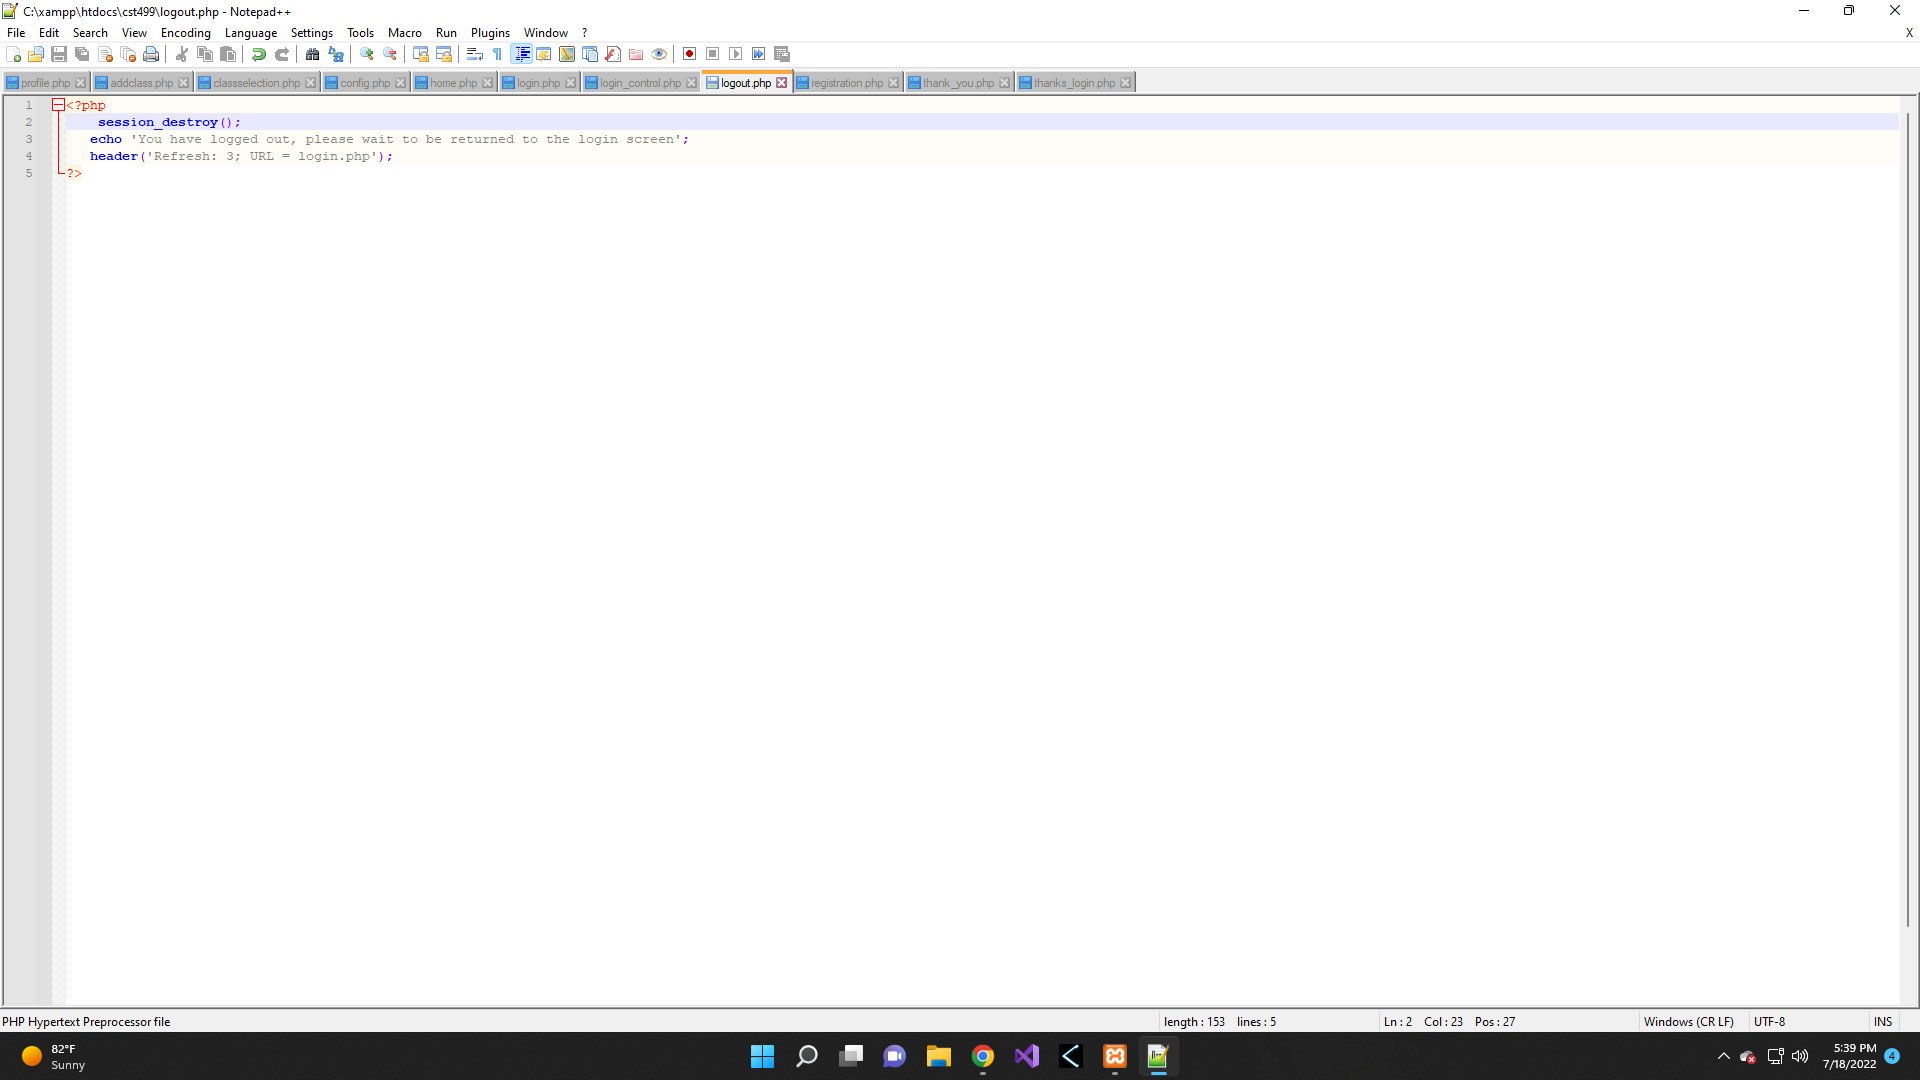 C:\xampp\htdocs\cst499\logout.php - Notepad++
File Edit Search View Encoding Language Settings Tools Macro Run Plugins Window ? X
profile.php addclass.php classselection.php config.php home.php login.php login_control.php logout.php registration.php thank_you.php thanks_login.php
1 <?php
2 session_destroy();
3 echo 'You have logged out, please wait to be returned to the login screen';
4 header('Refresh: 3; URL = login.php');
5 ?>
PHP Hypertext Preprocessor file length : 153 lines : 5 Ln : 2 Col : 23 Pos : 27 Windows (CR LF) UTF-8 INS
82°F
Sunny
5:39 PM
7/18/2022
4